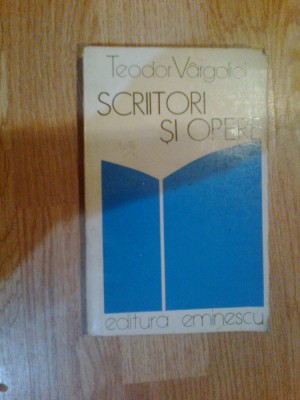 Teodor Vârgolici
SCRIITORI
ȘI OPERE
editura eminescu